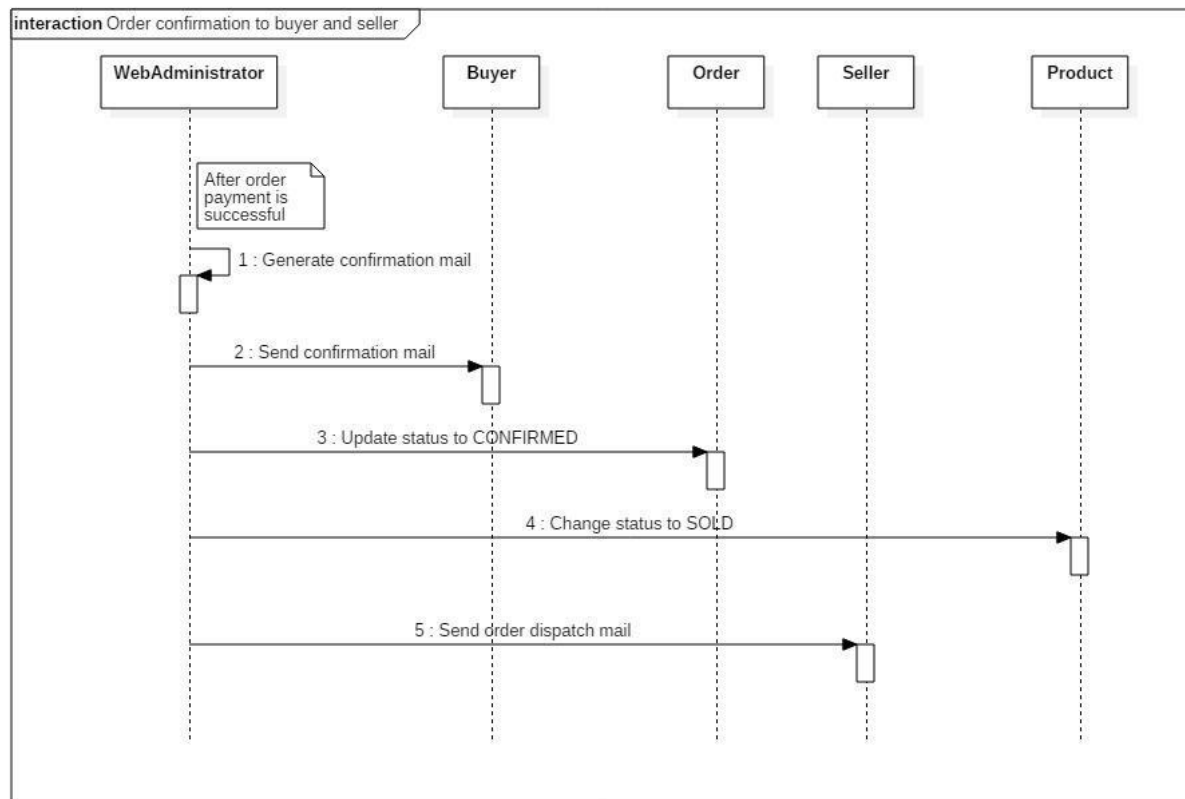 interaction Order confirmation to buyer and seller
WebAdministrator
Buyer
Order
Seller
Product
After order
payment is
successful
1 : Generate confirmation mail
2 : Send confirmation mail
3 : Update status to CONFIRMED
4 : Change status to SOLD
5 : Send order dispatch mail